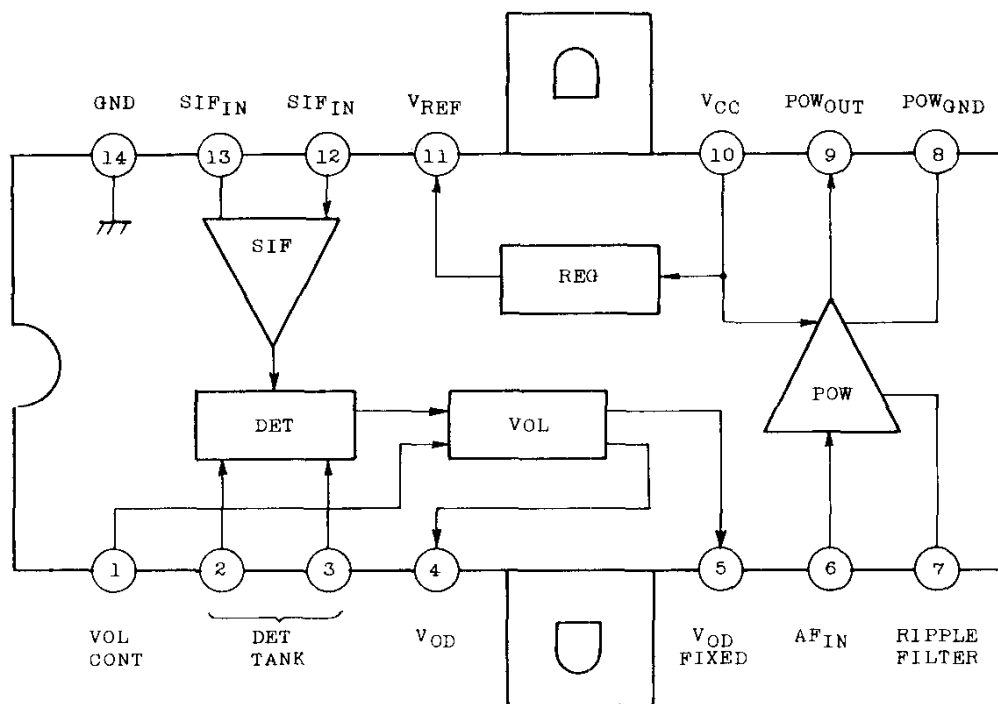 GND SIF_IN SIF_IN V_REF V_CC POW_OUT POW_GND
14 13 12 11 10 9 8
SIF
REG
POW
DET VOL
1 2 3 4 5 6 7
VOL DET V_OD V_OD AF_IN RIPPLE
CONT TANK FIXED FILTER